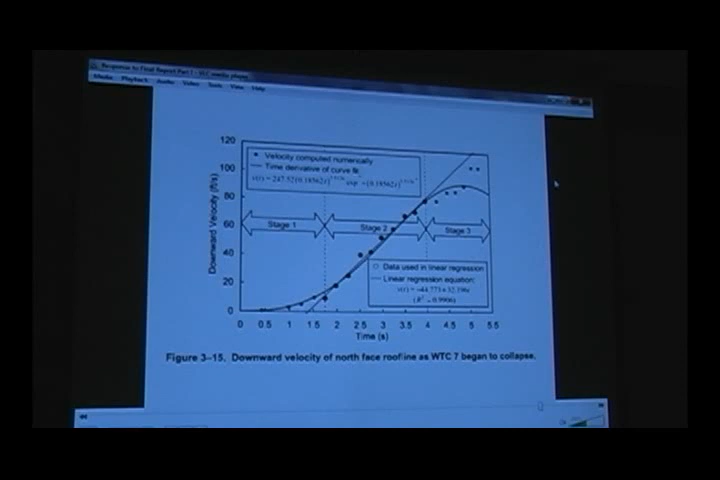 Response to Final Report Part 7 - VLC media player
Media Playback Audio Video Tools View Help
120
100
80
60
40
20
0
Downward Velocity (ft/s)
Velocity computed numerically
Time derivative of curve fit:
Stage 1
Stage 2
Stage 3
Data used in linear regression
Linear regression equation:
v(t) = -44.773 + 32.196t
(R² = 0.9906)
0 0.5 1 1.5 2 2.5 3 3.5 4 4.5 5 5.5
Time (s)
Figure 3–15. Downward velocity of north face roofline as WTC 7 began to collapse.